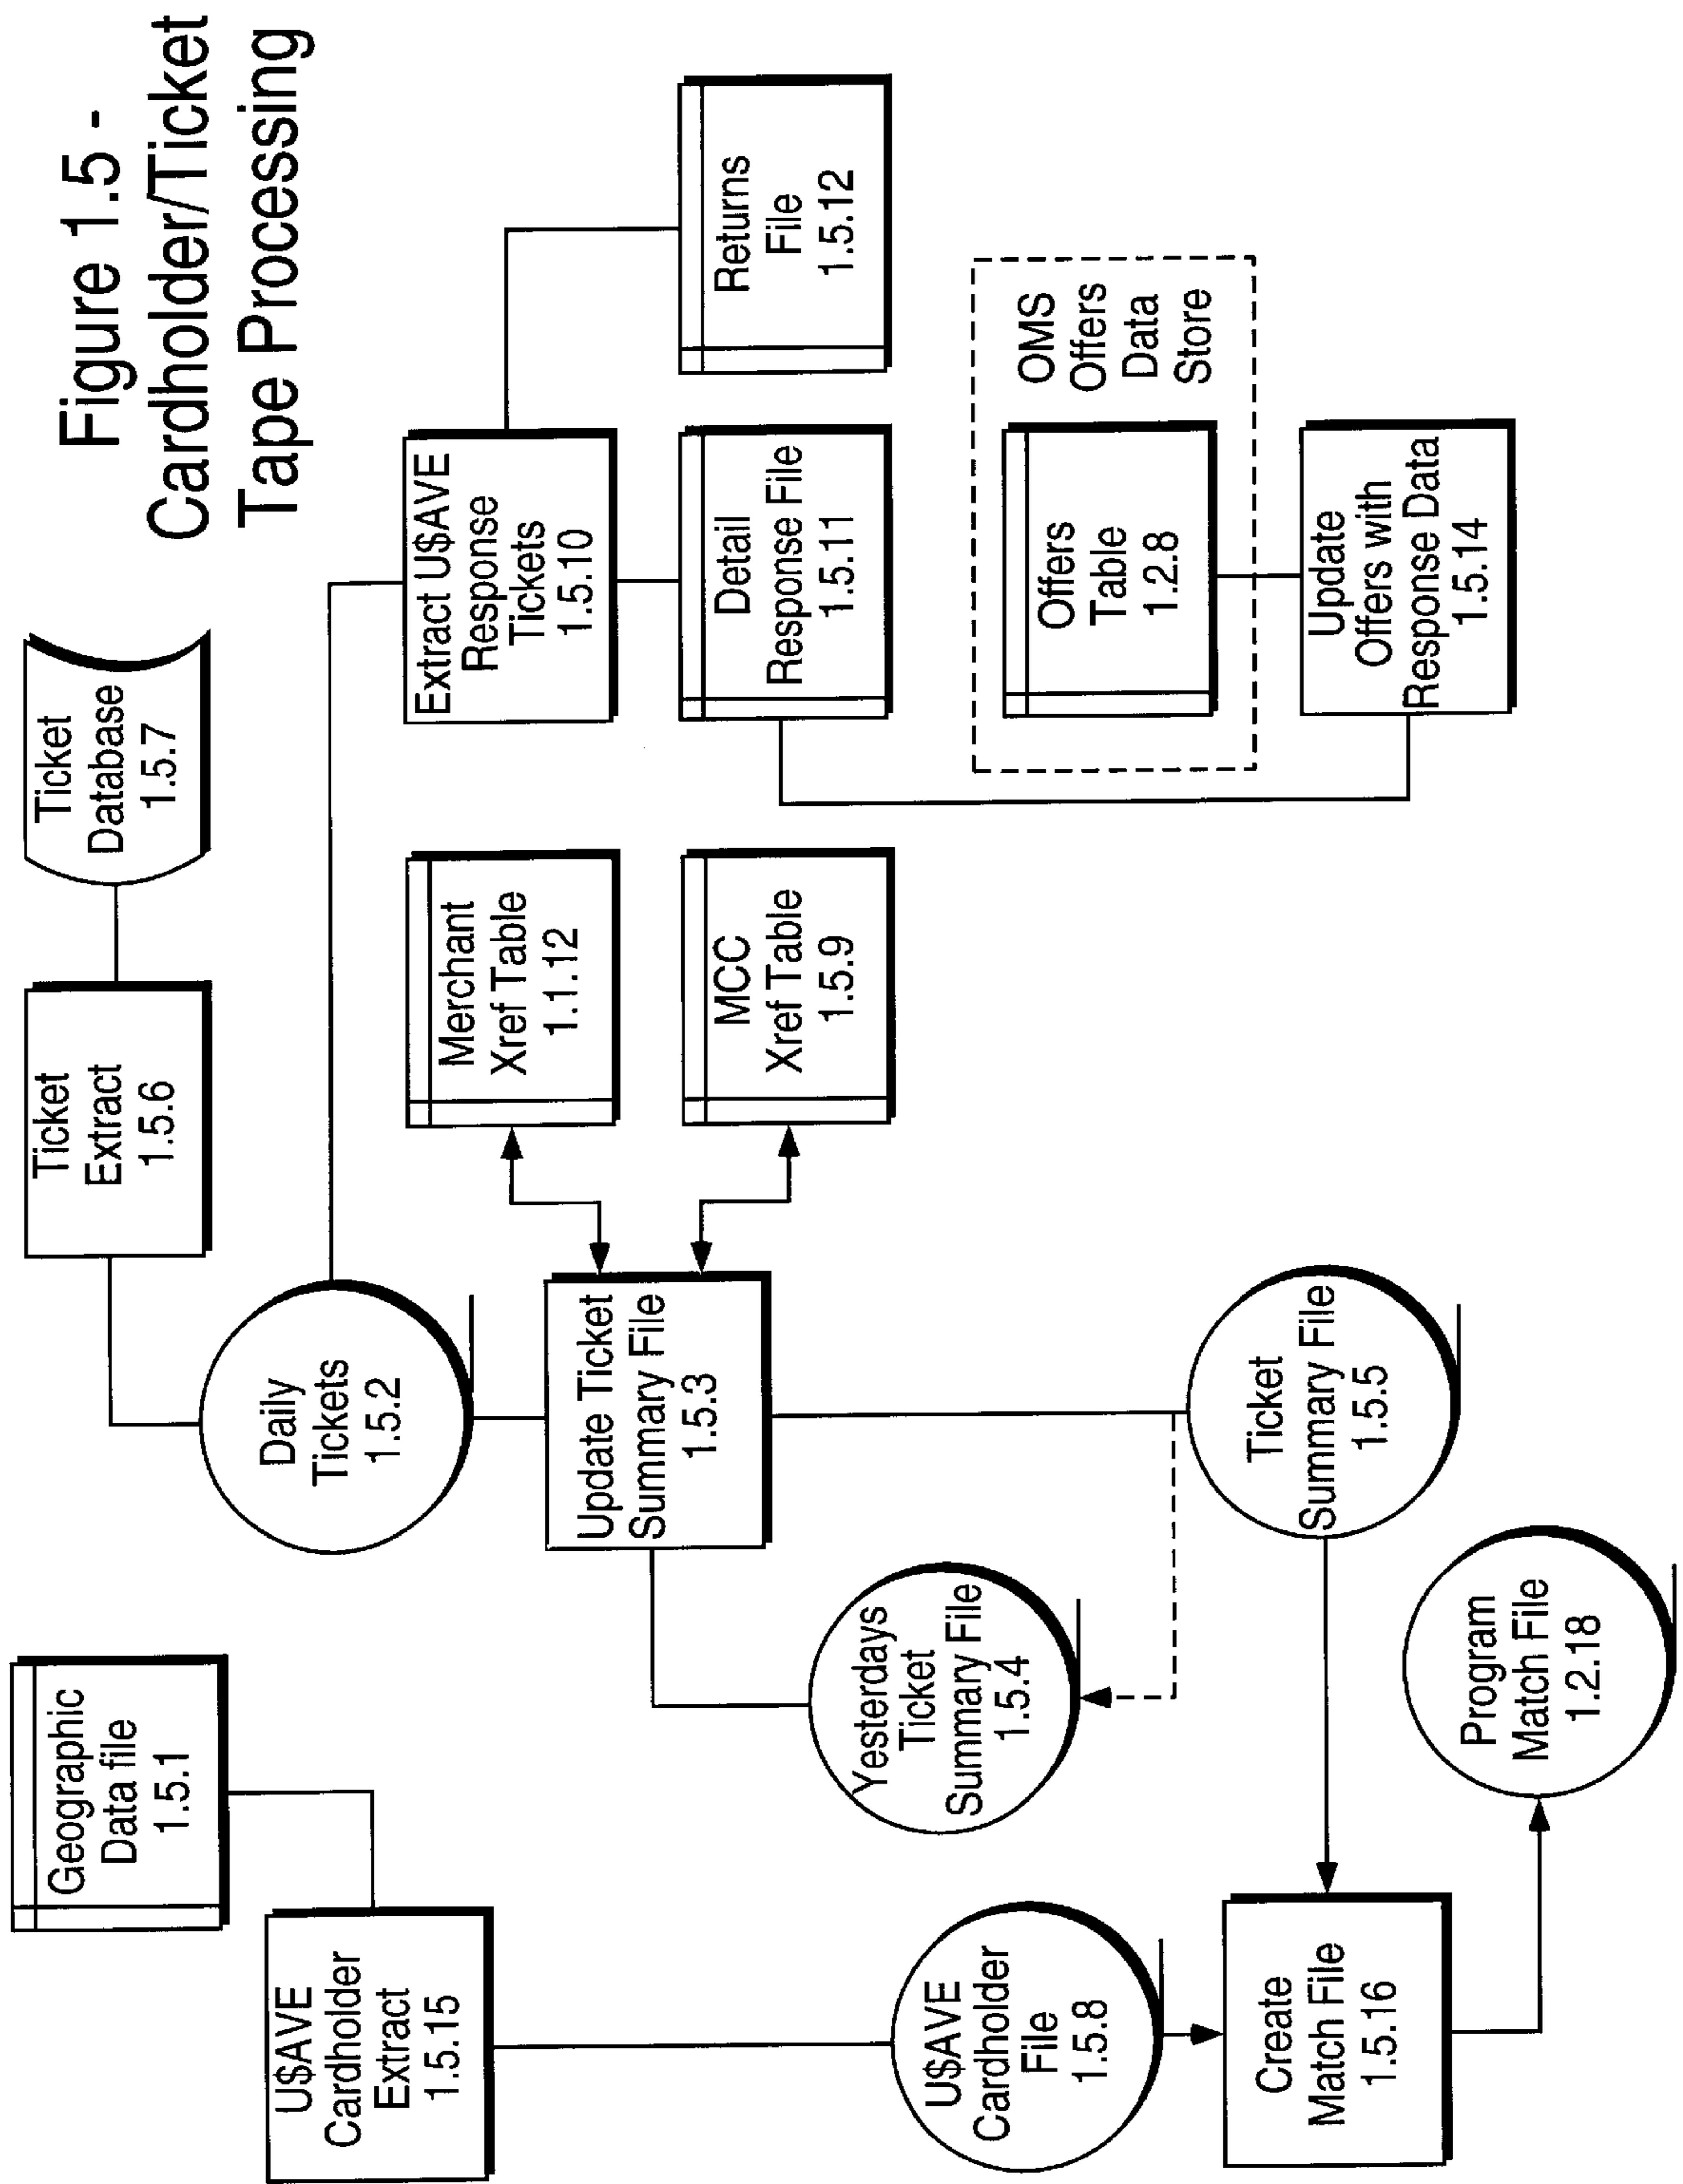 Figure 1.5 -
Cardholder/Ticket
Tape Processing
Geographic
Data file
1.5.1
U$AVE
Cardholder
Extract
1.5.15
U$AVE
Cardholder
File
1.5.8
Create
Match File
1.5.16
Program
Match File
1.2.18
Daily
Tickets
1.5.2
Update Ticket
Summary File
1.5.3
Yesterdays
Ticket
Summary File
1.5.4
Ticket
Summary File
1.5.5
Ticket
Extract
1.5.6
Ticket
Database
1.5.7
Merchant
Xref Table
1.1.12
MCC
Xref Table
1.5.9
Extract U$AVE
Response
Tickets
1.5.10
Detail
Response File
1.5.11
Returns
File
1.5.12
Offers
Table
1.2.8
OMS
Offers
Data
Store
Update
Offers with
Response Data
1.5.14